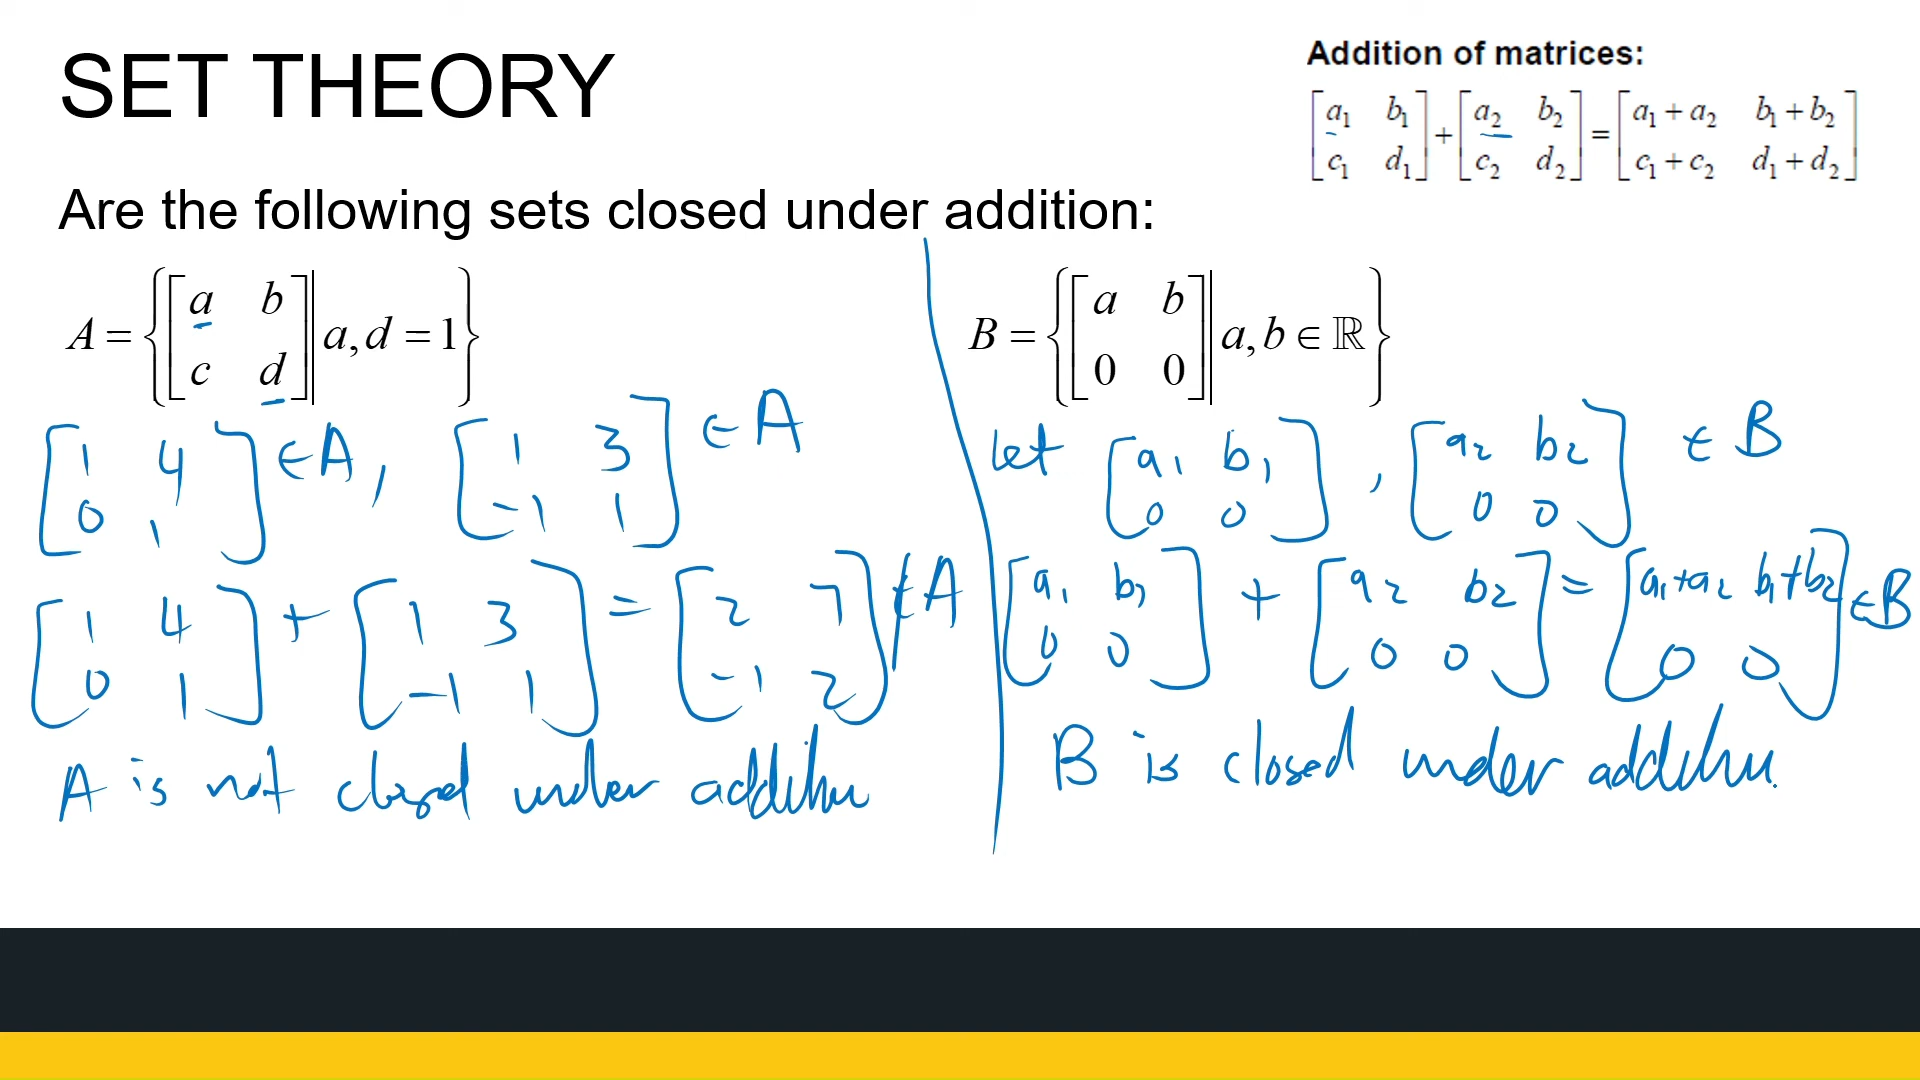 SET THEORY
Addition of matrices:
[a₁ b₁; c₁ d₁] + [a₂ b₂; c₂ d₂] = [a₁ + a₂ b₁ + b₂; c₁ + c₂ d₁ + d₂]
Are the following sets closed under addition:
A = {[a b; c d] | a, d = 1}
[1 4; 0 1] ∈ A, [1 3; -1 1] ∈ A
[1 4; 0 1] + [1 3; -1 1] = [2 7; -1 2] ∉ A
A is not closed under addition
B = {[a b; 0 0] | a, b ∈ ℝ}
let [a₁ b₁; 0 0], [a₂ b₂; 0 0] ∈ B
[a₁ b₁; 0 0] + [a₂ b₂; 0 0] = [a₁+a₂ b₁+b₂; 0 0] ∈ B
B is closed under addition.